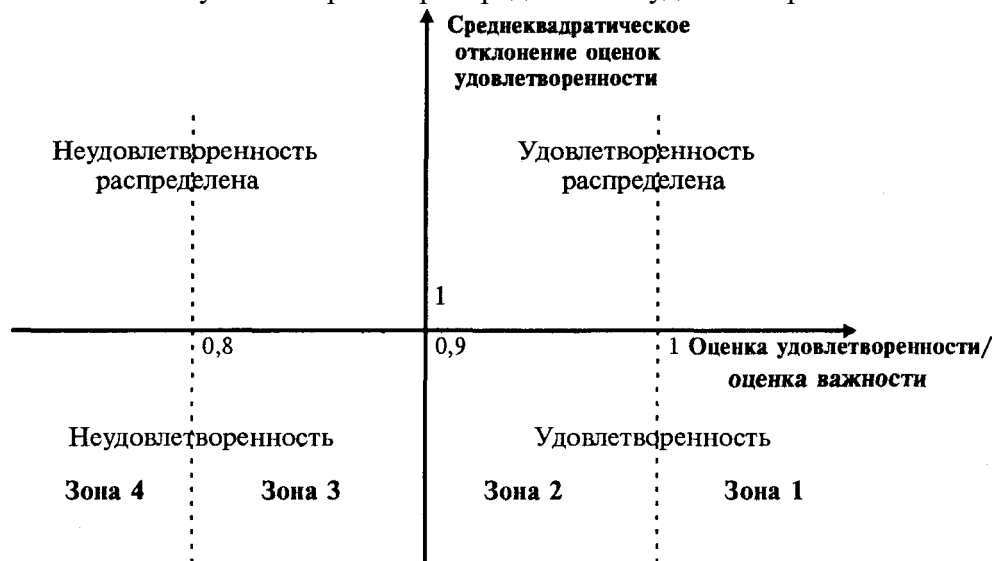 Среднеквадратическое
отклонение оценок
удовлетворенности
Неудовлетворенность
распределена
Удовлетворенность
распределена
1
0,8
0,9
1 Оценка удовлетворенности/
оценка важности
Неудовлетворенность
Удовлетворенность
Зона 4
Зона 3
Зона 2
Зона 1